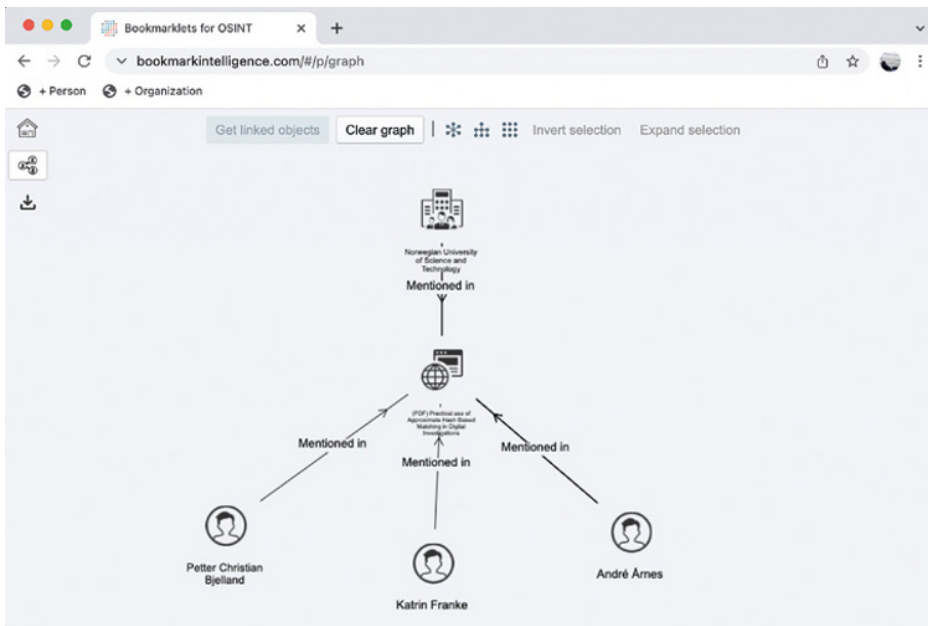 Bookmarklets for OSINT
bookmarkintelligence.com/#/p/graph
+ Person + Organization
Get linked objects Clear graph Invert selection Expand selection
Norwegian University
of Science and
Technology
Mentioned in
(PDF) Practical use of
Approximate Hash Based
Matching in Digital
Investigations
Mentioned in
Mentioned in
Mentioned in
Petter Christian
Bjelland
Katrin Franke
André Årnes